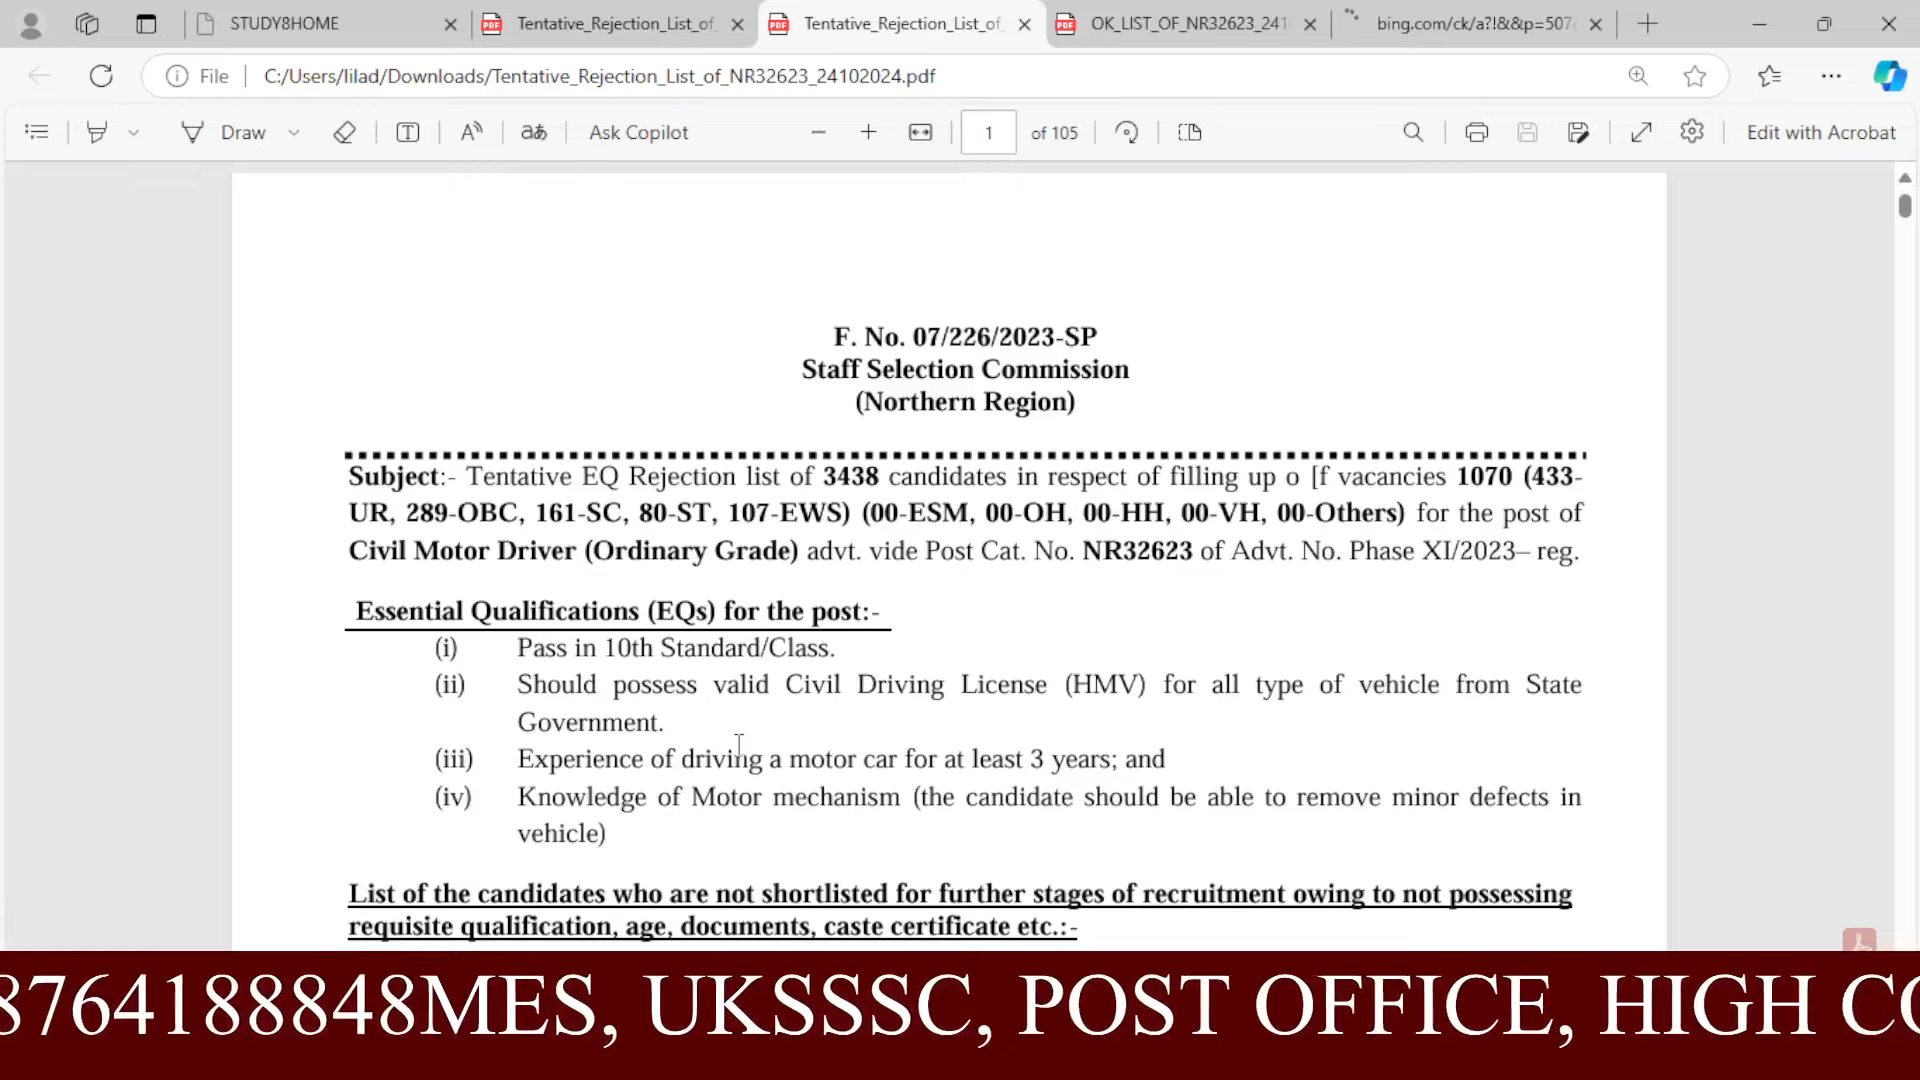 STUDY8HOME
Tentative_Rejection_List_of_
Tentative_Rejection_List_of_
OK_LIST_OF_NR32623_241
bing.com/ck/a?!&&p=507
File
C:/Users/lilad/Downloads/Tentative_Rejection_List_of_NR32623_24102024.pdf
Draw
aあ
Ask Copilot
1
of 105
Edit with Acrobat
F. No. 07/226/2023-SP
Staff Selection Commission
(Northern Region)
Subject:- Tentative EQ Rejection list of 3438 candidates in respect of filling up o [f vacancies 1070 (433-
UR, 289-OBC, 161-SC, 80-ST, 107-EWS) (00-ESM, 00-OH, 00-HH, 00-VH, 00-Others) for the post of
Civil Motor Driver (Ordinary Grade) advt. vide Post Cat. No. NR32623 of Advt. No. Phase XI/2023– reg.
Essential Qualifications (EQs) for the post:-
(i) Pass in 10th Standard/Class.
(ii) Should possess valid Civil Driving License (HMV) for all type of vehicle from State
Government.
(iii) Experience of driving a motor car for at least 3 years; and
(iv) Knowledge of Motor mechanism (the candidate should be able to remove minor defects in
vehicle)
List of the candidates who are not shortlisted for further stages of recruitment owing to not possessing
requisite qualification, age, documents, caste certificate etc.:-
8764188848MES, UKSSSC, POST OFFICE, HIGH CO